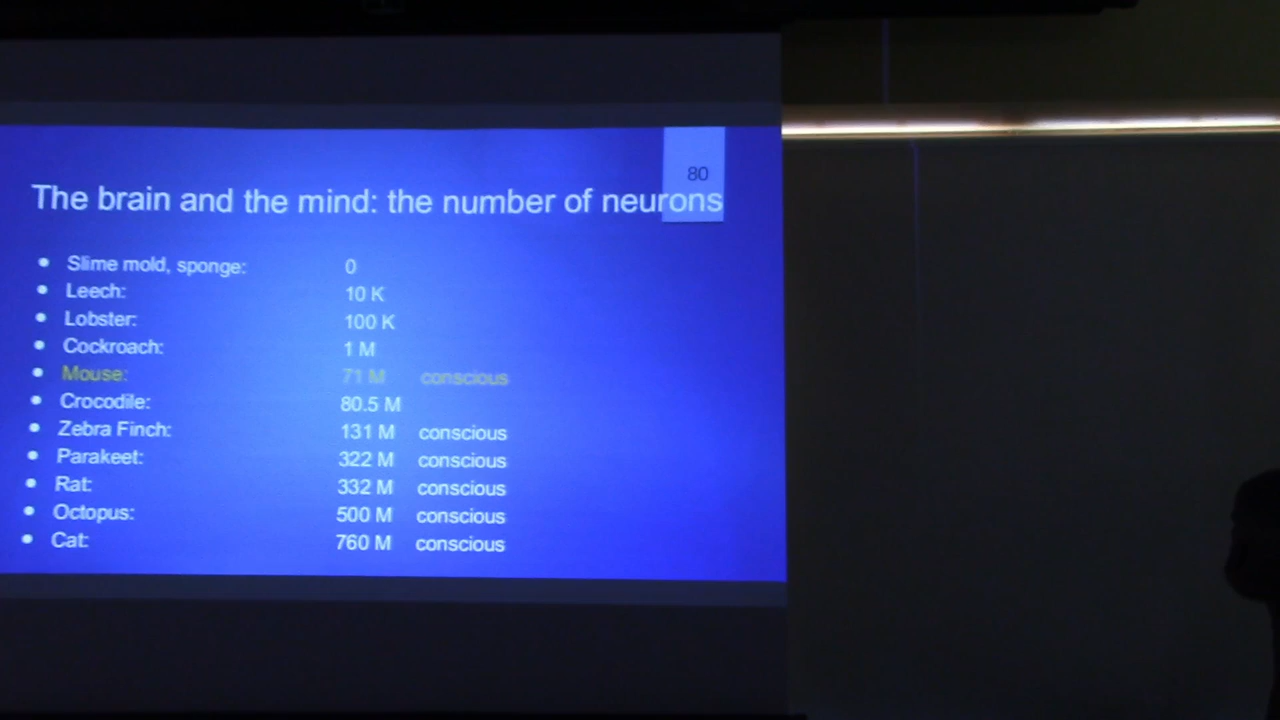 80
The brain and the mind: the number of neurons
• Slime mold, sponge: 0
• Leech: 10 K
• Lobster: 100 K
• Cockroach: 1 M
• Mouse: 71 M conscious
• Crocodile: 80.5 M
• Zebra Finch: 131 M conscious
• Parakeet: 322 M conscious
• Rat: 332 M conscious
• Octopus: 500 M conscious
• Cat: 760 M conscious